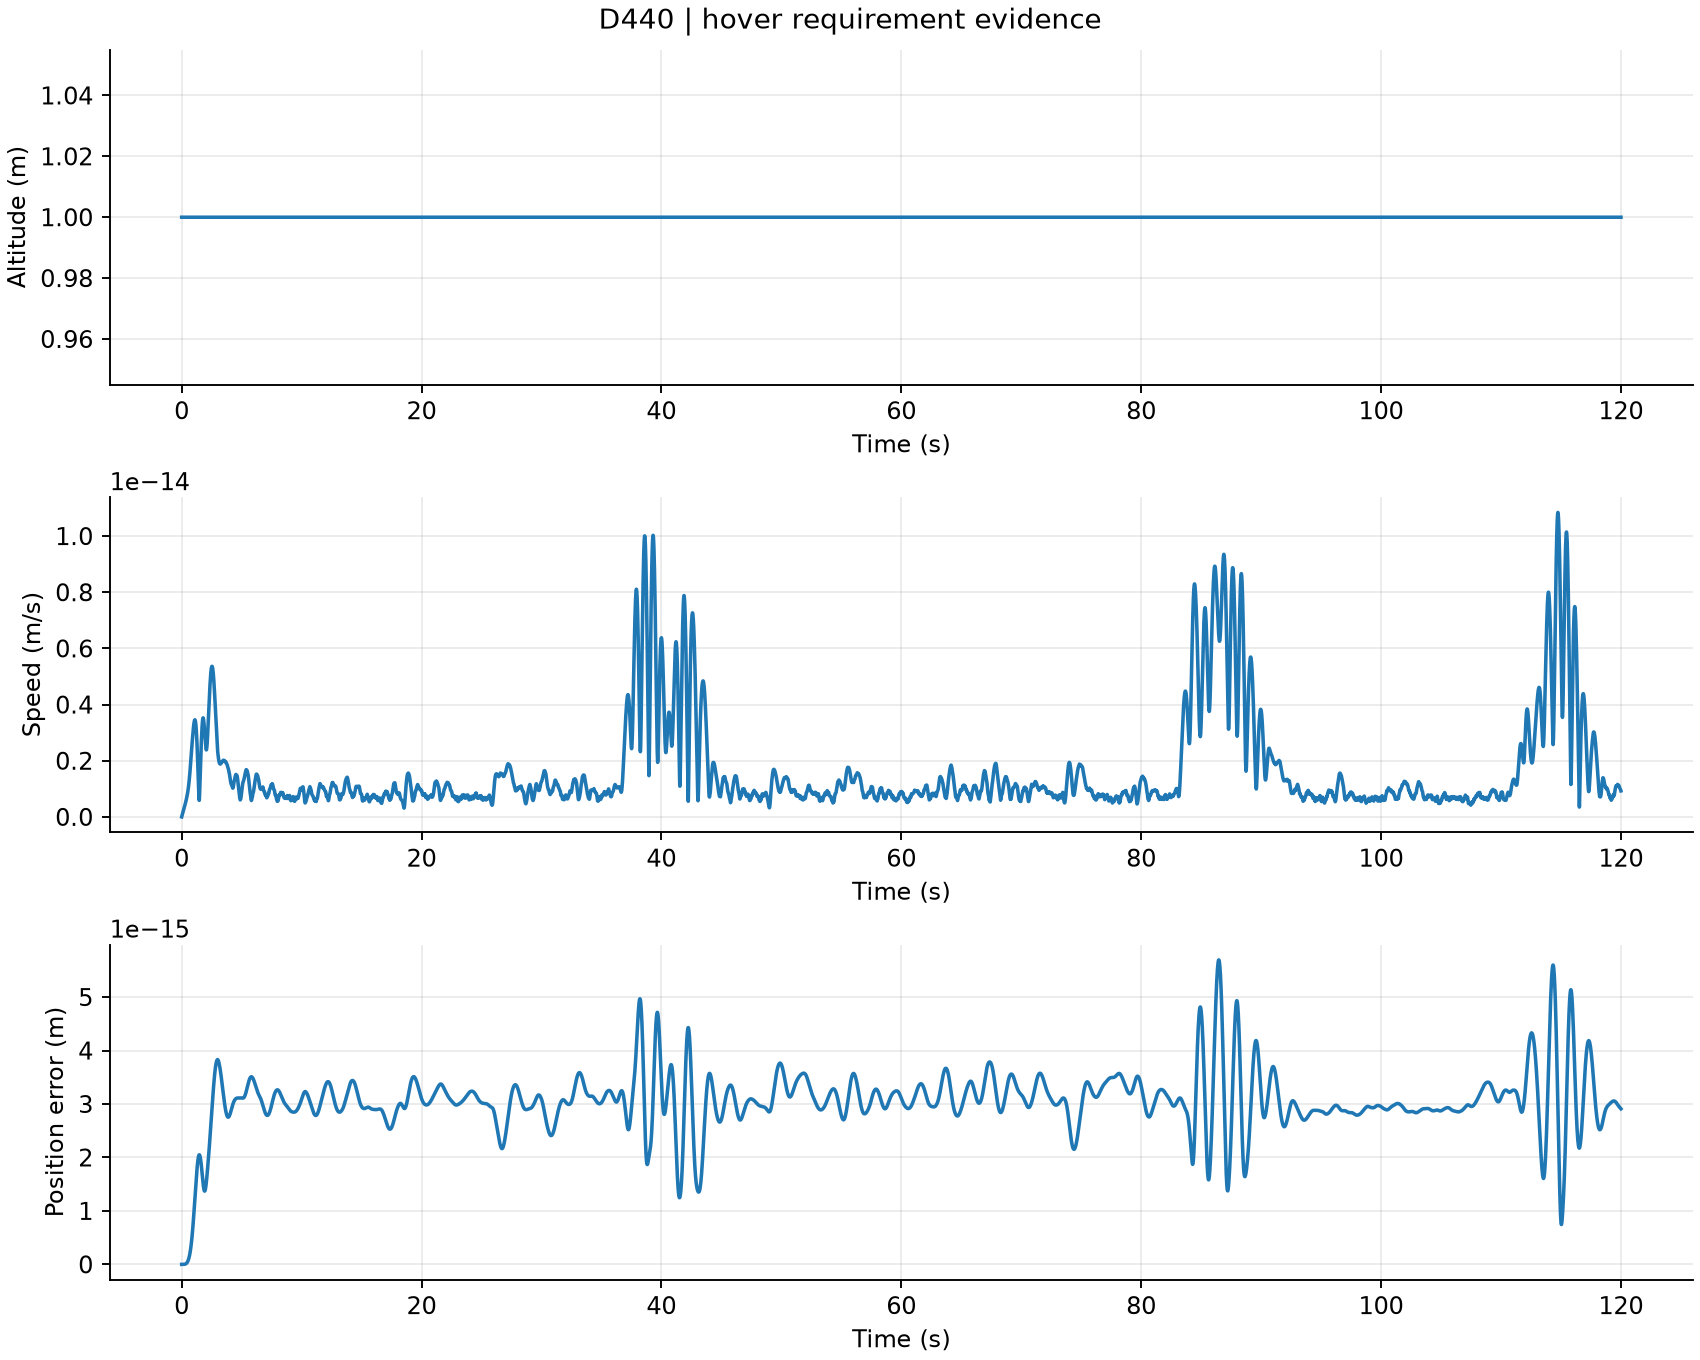 D440 | hover requirement evidence
Altitude (m)
1.04
1.02
1.00
0.98
0.96
0 20 40 60 80 100 120
Time (s)
1e−14
Speed (m/s)
1.0
0.8
0.6
0.4
0.2
0.0
0 20 40 60 80 100 120
Time (s)
1e−15
Position error (m)
5
4
3
2
1
0
0 20 40 60 80 100 120
Time (s)